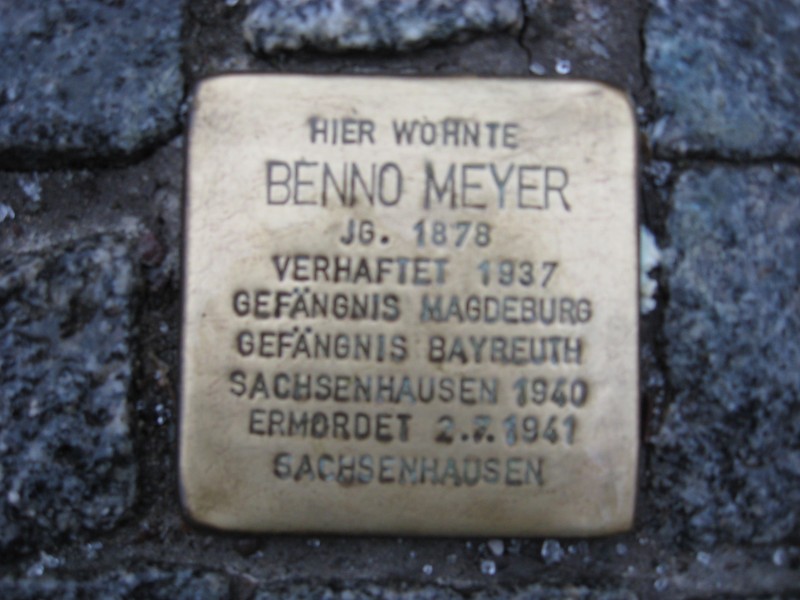 HIER WOHNTE
BENNO MEYER
JG. 1878
VERHAFTET 1937
GEFÄNGNIS MAGDEBURG
GEFÄNGNIS BAYREUTH
SACHSENHAUSEN 1940
ERMORDET 2.7.1941
SACHSENHAUSEN